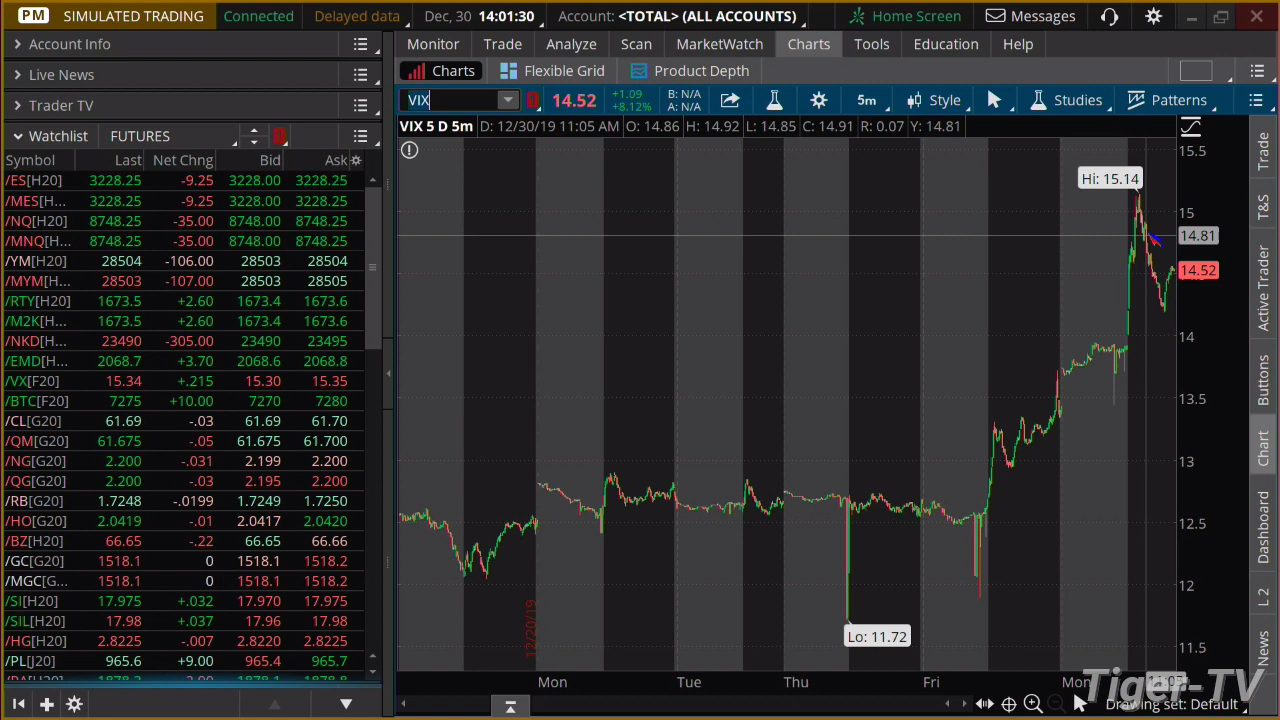 PM SIMULATED TRADING Connected Delayed data Dec, 30 14:01:30 Account: <TOTAL> (ALL ACCOUNTS) Home Screen Messages
Account Info
Live News
Trader TV
Watchlist FUTURES
Symbol Last Net Chng Bid Ask
/ES[H20] 3228.25 -9.25 3228.00 3228.25
/MES[H... 3228.25 -9.25 3228.00 3228.25
/NQ[H20] 8748.25 -35.00 8748.00 8748.25
/MNQ[H... 8748.25 -35.00 8748.00 8748.25
/YM[H20] 28504 -106.00 28503 28504
/MYM[H... 28503 -107.00 28503 28505
/RTY[H20] 1673.5 +2.60 1673.4 1673.6
/M2K[H... 1673.5 +2.60 1673.4 1673.6
/NKD[H... 23490 -305.00 23490 23495
/EMD[H... 2068.7 +3.70 2068.6 2068.8
/VX[F20] 15.34 +.215 15.30 15.35
/BTC[F20] 7275 +10.00 7270 7280
/CL[G20] 61.69 -.03 61.69 61.70
/QM[G20] 61.675 -.05 61.675 61.700
/NG[G20] 2.200 -.031 2.199 2.200
/QG[G20] 2.200 -.03 2.195 2.200
/RB[G20] 1.7248 -.0199 1.7249 1.7250
/HO[G20] 2.0419 -.01 2.0417 2.0420
/BZ[H20] 66.65 -.22 66.65 66.66
/GC[G20] 1518.1 0 1518.1 1518.2
/MGC[G... 1518.1 0 1518.1 1518.2
/SI[H20] 17.975 +.032 17.970 17.975
/SIL[H20] 17.98 +.037 17.96 17.98
/HG[H20] 2.8225 -.007 2.8220 2.8225
/PL[J20] 965.6 +9.00 965.4 965.7
Monitor Trade Analyze Scan MarketWatch Charts Tools Education Help
Charts Flexible Grid Product Depth
VIX 14.52 +1.09 +8.12% B: N/A A: N/A 5m Style Studies Patterns
VIX 5 D 5m D: 12/30/19 11:05 AM O: 14.86 H: 14.92 L: 14.85 C: 14.91 R: 0.07 Y: 14.81
15.5
Hi: 15.14
15
14.81
14.52
14
13.5
13
12.5
12
Lo: 11.72
11.5
12/20/19
Mon Tue Thu Fri Mon
Tiger-TV
Drawing set: Default
Trade
T&S
Active Trader
Buttons
Chart
Dashboard
L 2
News